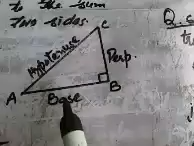 to the sum
two sides.
Q.
C
Hypotenuse
Perp.
A
B
Base